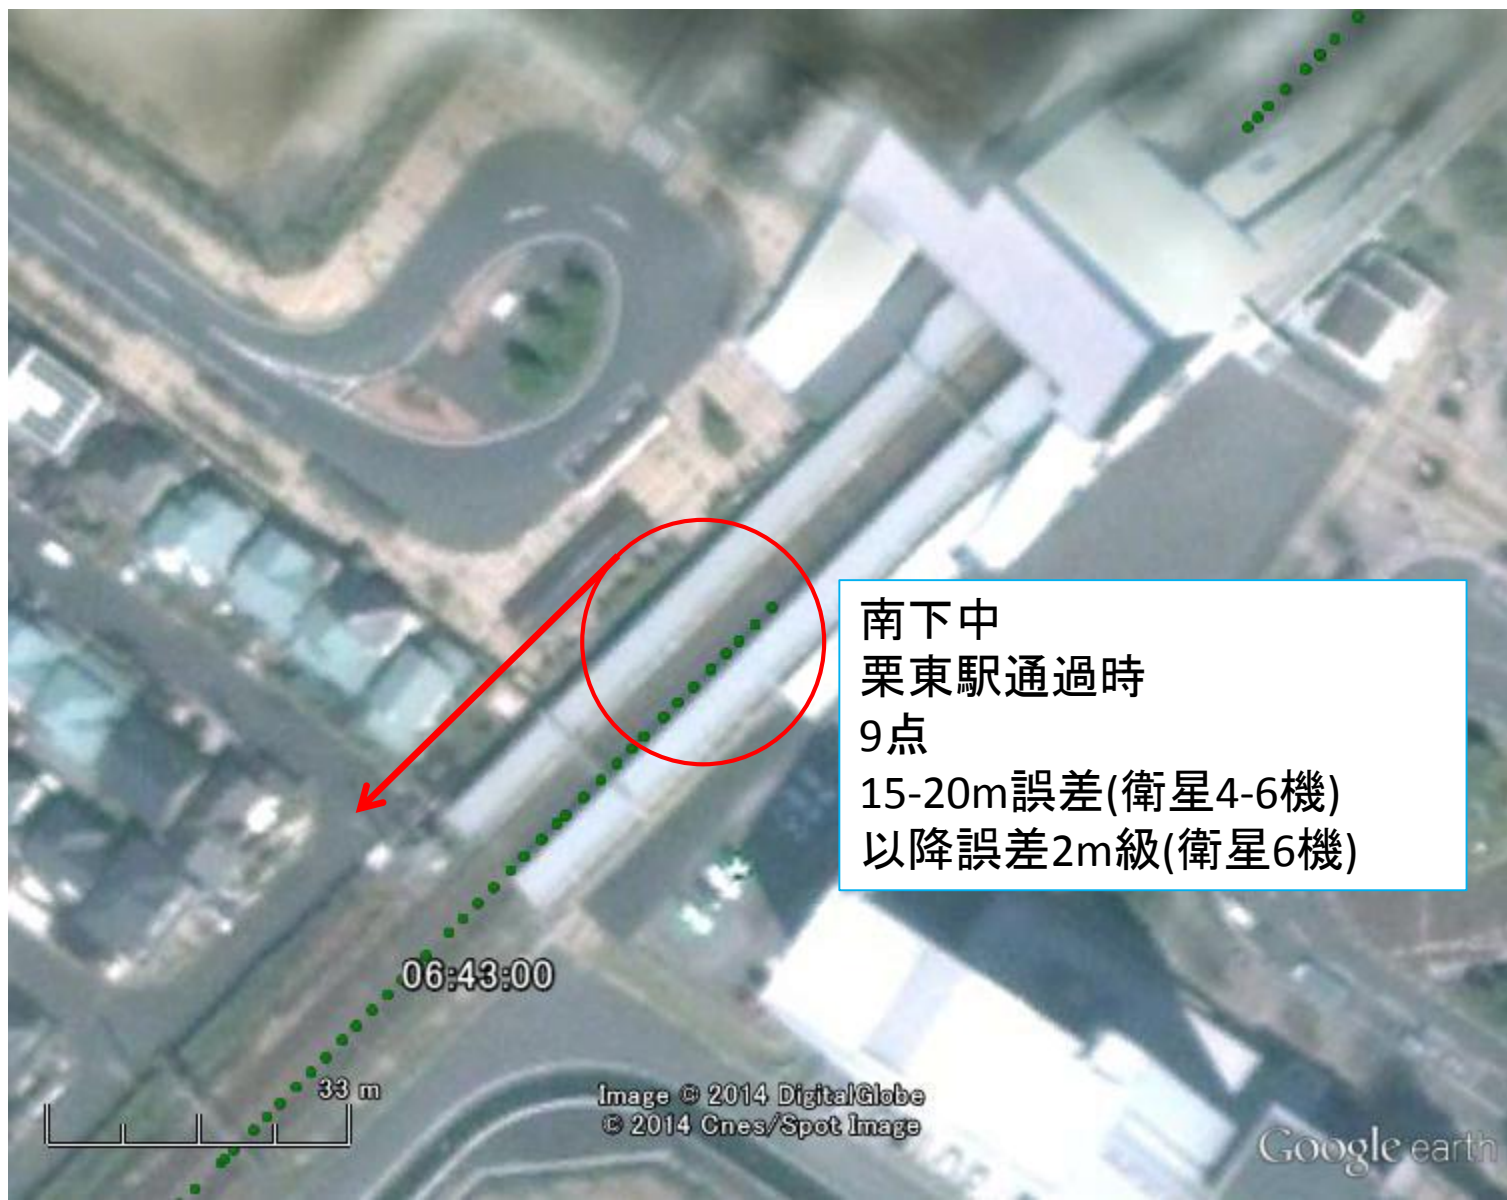 南下中
栗東駅通過時
9点
15-20m誤差(衛星4-6機)
以降誤差2m級(衛星6機)
06:43:00
33 m
Image © 2014 DigitalGlobe
© 2014 Cnes/Spot Image
Google earth